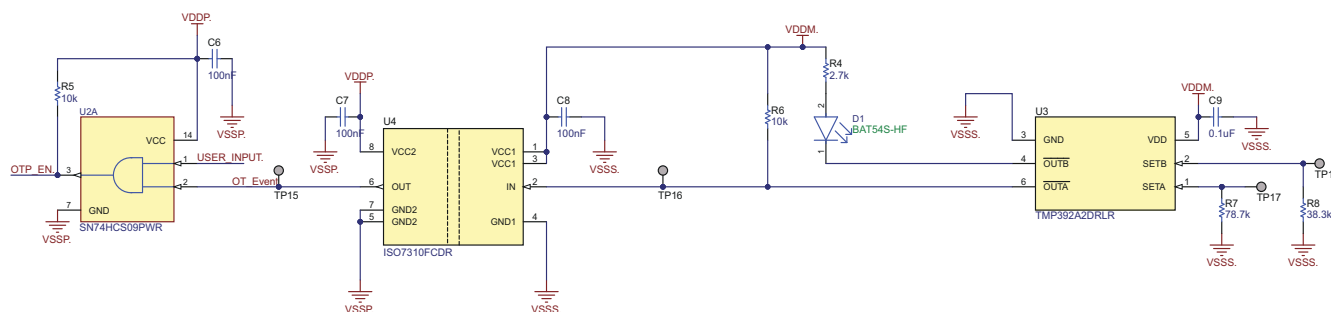 VDDP.
C6
100nF
VSSP.
R5
10k
U2A
VCC
14
OTP_EN.
3
1
USER_INPUT.
2
OT_Event
TP15
7
GND
VSSP.
SN74HCS09PWR
VDDP.
C7
100nF
VSSP.
U4
8
VCC2
VCC1
1
VCC1
3
6
OUT
IN
2
7
GND2
5
GND2
GND1
4
ISO7310FCDR
VSSP
VSSS
C8
100nF
VSSS.
VDDM.
R4
2.7k
R6
10k
2
D1
BAT54S-HF
1
TP16
VSSS.
U3
3
GND
VDD
5
4
OUTB
SETB
2
6
OUTA
SETA
1
TMP392A2DRLR
VDDM.
C9
0.1uF
VSSS.
TP1
TP17
R7
78.7k
R8
38.3k
VSSS.
VSSS.